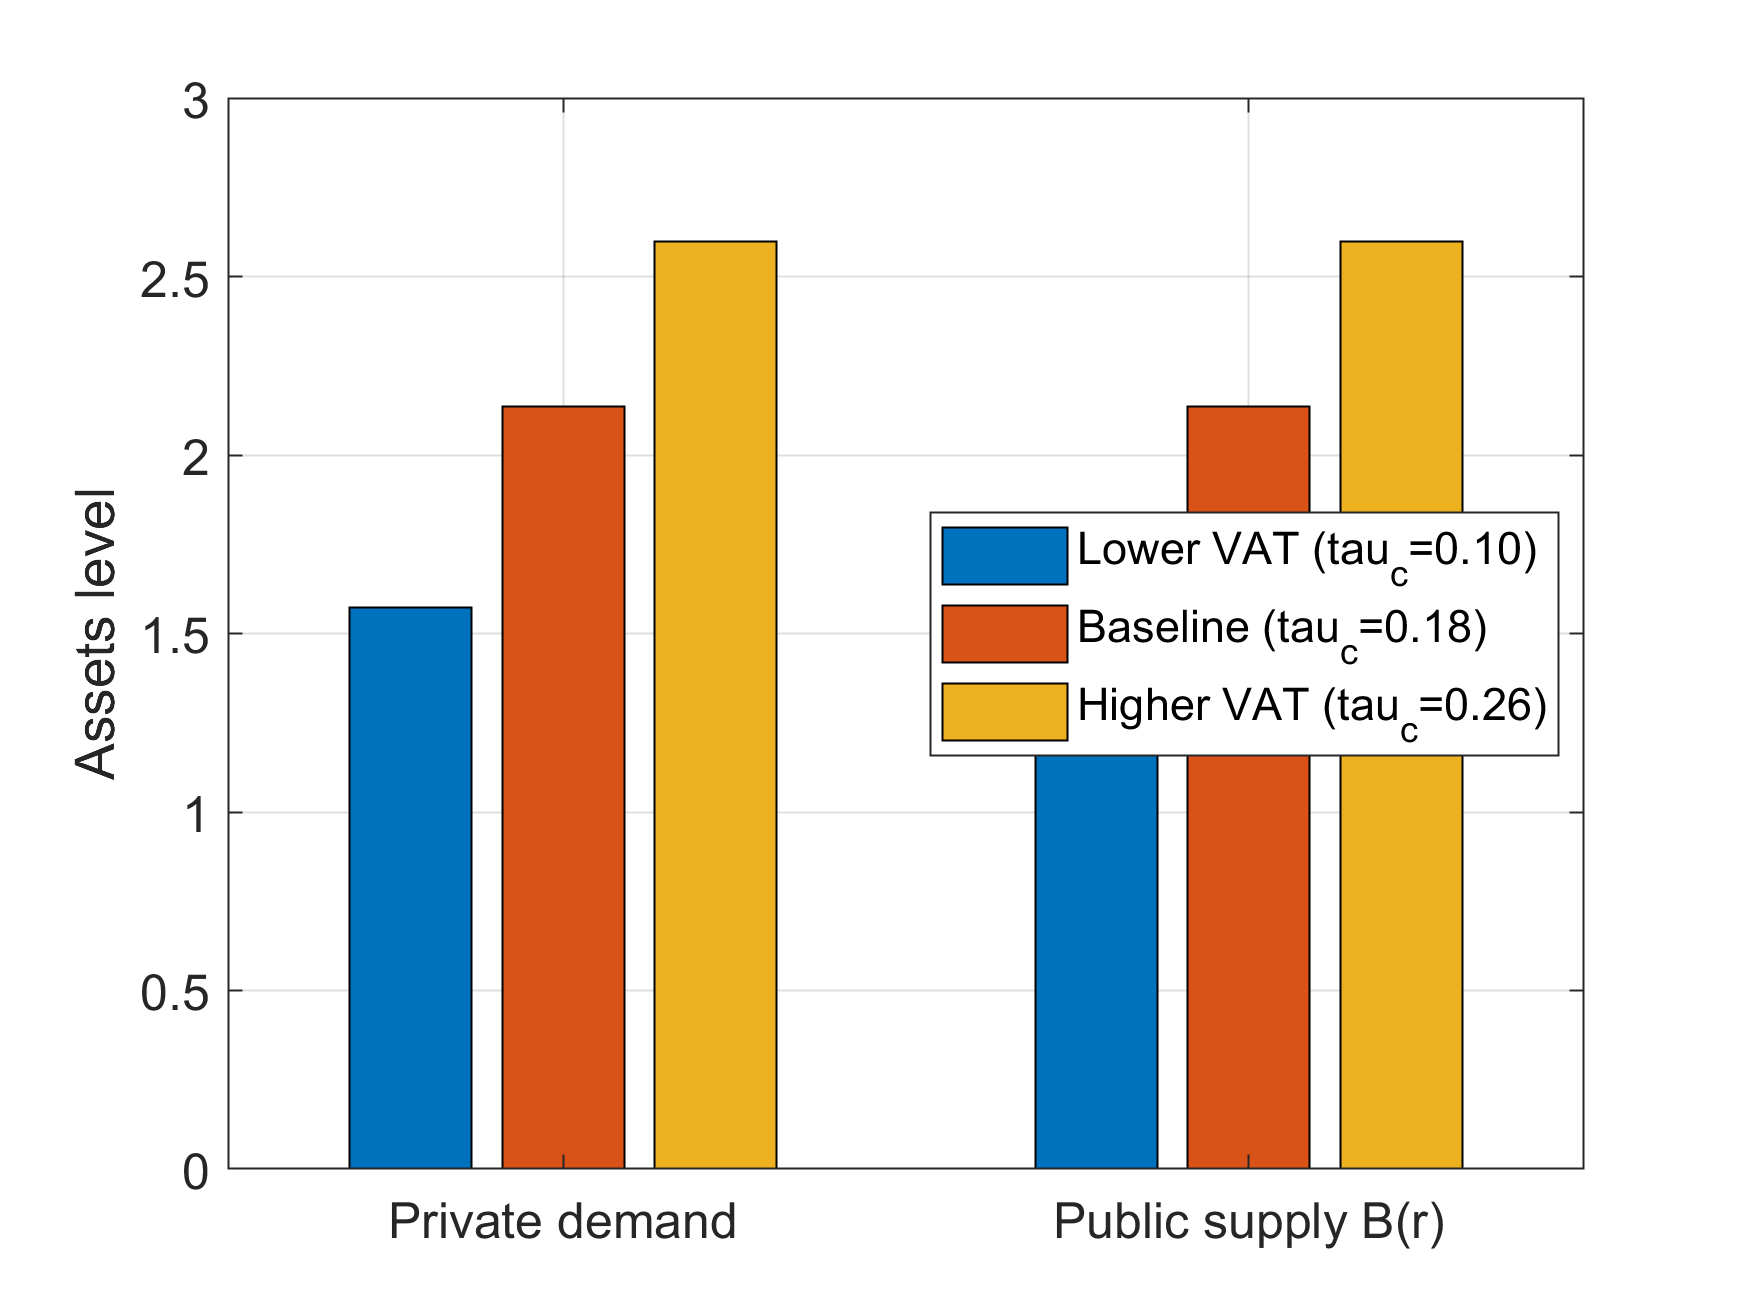 3
2.5
2
1.5
1
0.5
0
Assets level
Lower VAT (tau_c=0.10)
Baseline (tau_c=0.18)
Higher VAT (tau_c=0.26)
Private demand
Public supply B(r)